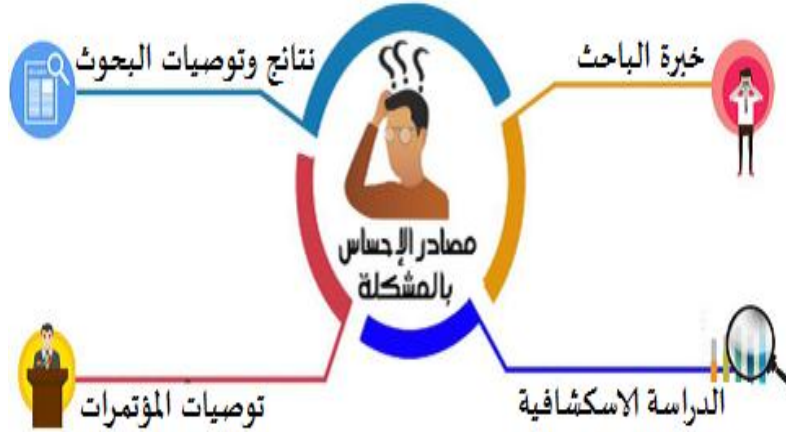 خبرة الباحث
نتائج وتوصيات البحوث
???
مصادر الإحساس
بالمشكلة
الدراسة الاسكشافية
توصيات المؤتمرات